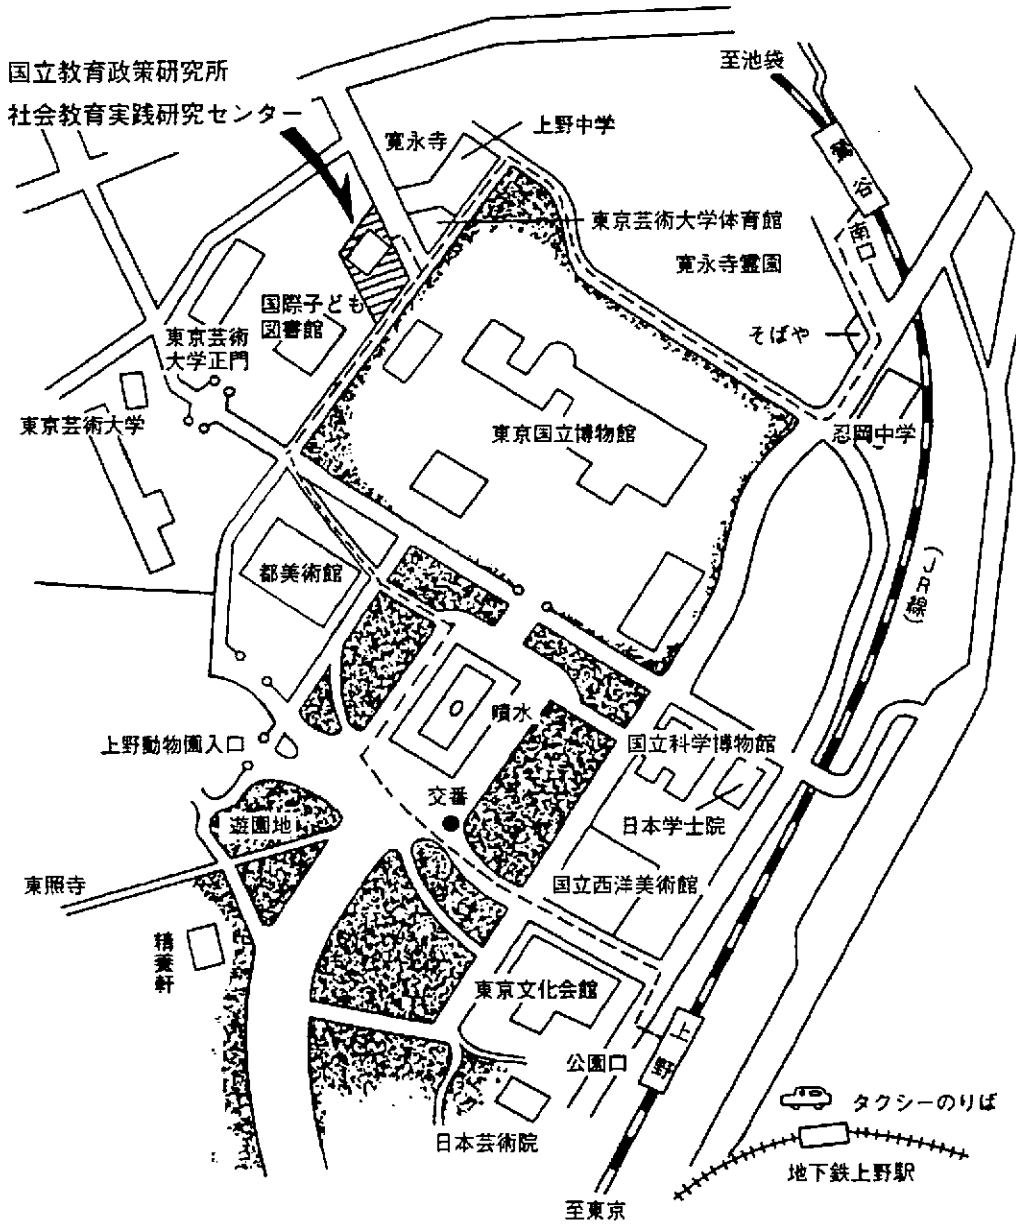 国立教育政策研究所
社会教育実践研究センター
至池袋
上野中学
寛永寺
鶯谷
南口
東京芸術大学体育館
寛永寺霊園
国際子ども
図書館
そばや
東京芸術
大学正門
東京芸術大学
東京国立博物館
忍岡中学
都美術館
(JR線)
噴水
上野動物園入口
国立科学博物館
交番
遊園地
日本学士院
東照寺
国立西洋美術館
精養軒
東京文化会館
上野
公園口
タクシーのりば
日本芸術院
地下鉄上野駅
至東京